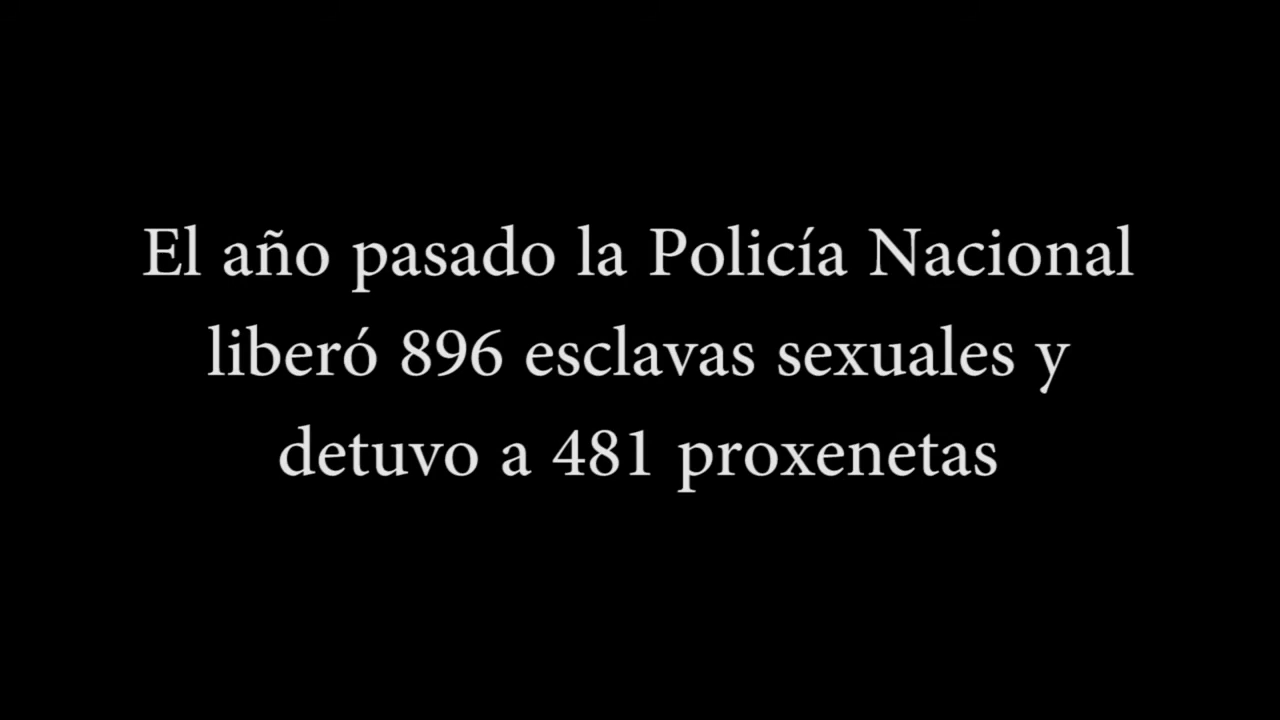 El año pasado la Policía Nacional
liberó 896 esclavas sexuales y
detuvo a 481 proxenetas